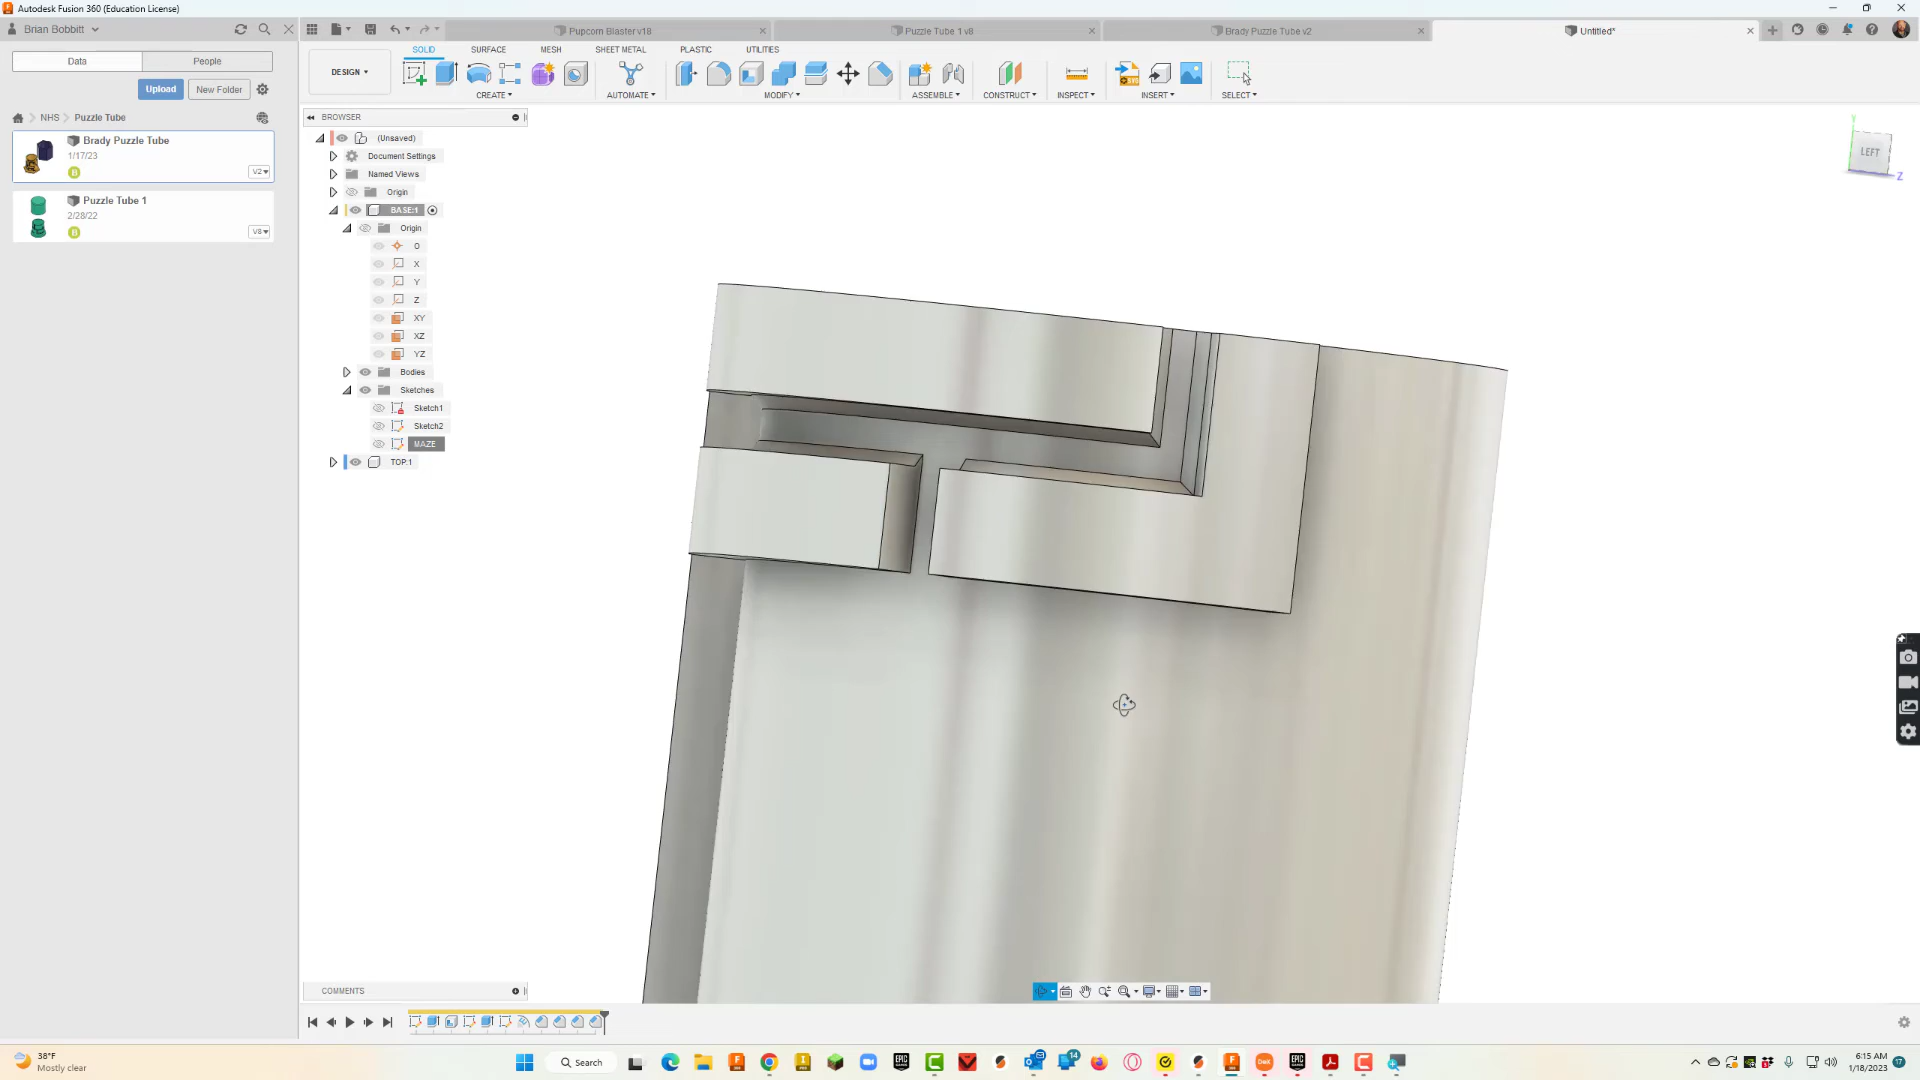 Autodesk Fusion 360 (Education License)
Brian Bobbitt
Pupcorn Blaster v18
Puzzle Tube 1 v8
Brady Puzzle Tube v2
Untitled*
Data
People
Upload
New Folder
NHS
Puzzle Tube
Brady Puzzle Tube
1/17/23
B
V2
Puzzle Tube 1
2/28/22
B
V8
DESIGN
SOLID
SURFACE
MESH
SHEET METAL
PLASTIC
UTILITIES
CREATE
AUTOMATE
MODIFY
ASSEMBLE
CONSTRUCT
INSPECT
INSERT
SELECT
BROWSER
(Unsaved)
Document Settings
Named Views
Origin
BASE:1
Origin
O
X
Y
Z
XY
XZ
YZ
Bodies
Sketches
Sketch1
Sketch2
MAZE
TOP:1
Y
LEFT
Z
COMMENTS
38°F
Mostly clear
Search
14
6:15 AM
1/18/2023
17